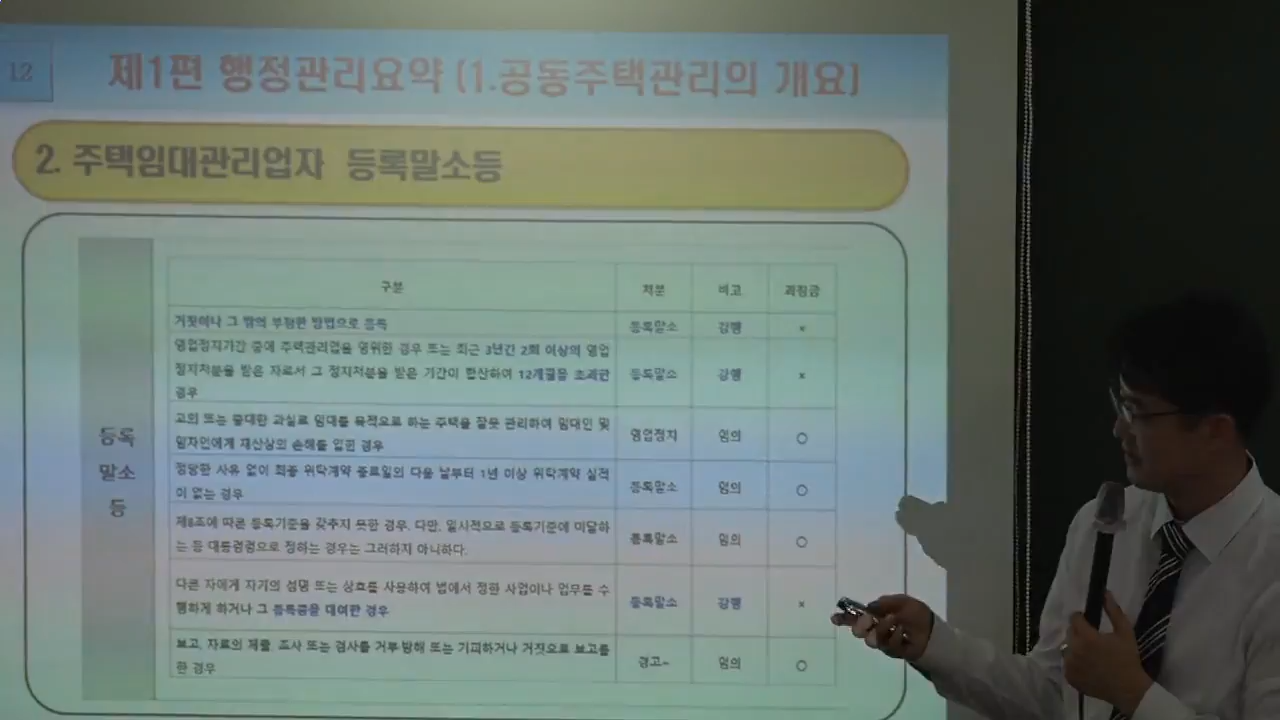 12
제1편 행정관리요약 (1.공동주택관리의 개요)
2. 주택임대관리업자 등록말소등
등록
말소
등
구분 처분 비고 과징금
거짓이나 그 밖의 부정한 방법으로 등록 등록말소 강행 x
영업정지기간 중에 주택관리업을 영위한 경우 또는 최근 3년간 2회 이상의 영업
정지처분을 받은 자로서 그 정지처분을 받은 기간이 합산하여 12개월을 초과한 등록말소 강행 x
경우
고의 또는 중대한 과실로 임대를 목적으로 하는 주택을 잘못 관리하여 임대인 및
임차인에게 재산상의 손해를 입힌 경우 영업정지 임의 ○
정당한 사유 없이 최종 위탁계약 종료일의 다음 날부터 1년 이상 위탁계약 실적
이 없는 경우 등록말소 임의 ○
제8조에 따른 등록기준을 갖추지 못한 경우. 다만, 일시적으로 등록기준에 미달하
는 등 대통령령으로 정하는 경우는 그러하지 아니하다. 등록말소 임의 ○
다른 자에게 자기의 성명 또는 상호를 사용하여 법에서 정한 사업이나 업무를 수
행하게 하거나 그 등록증을 대여한 경우 등록말소 강행 x
보고, 자료의 제출, 조사 또는 검사를 거부·방해 또는 기피하거나 거짓으로 보고를
한 경우 경고~ 임의 ○